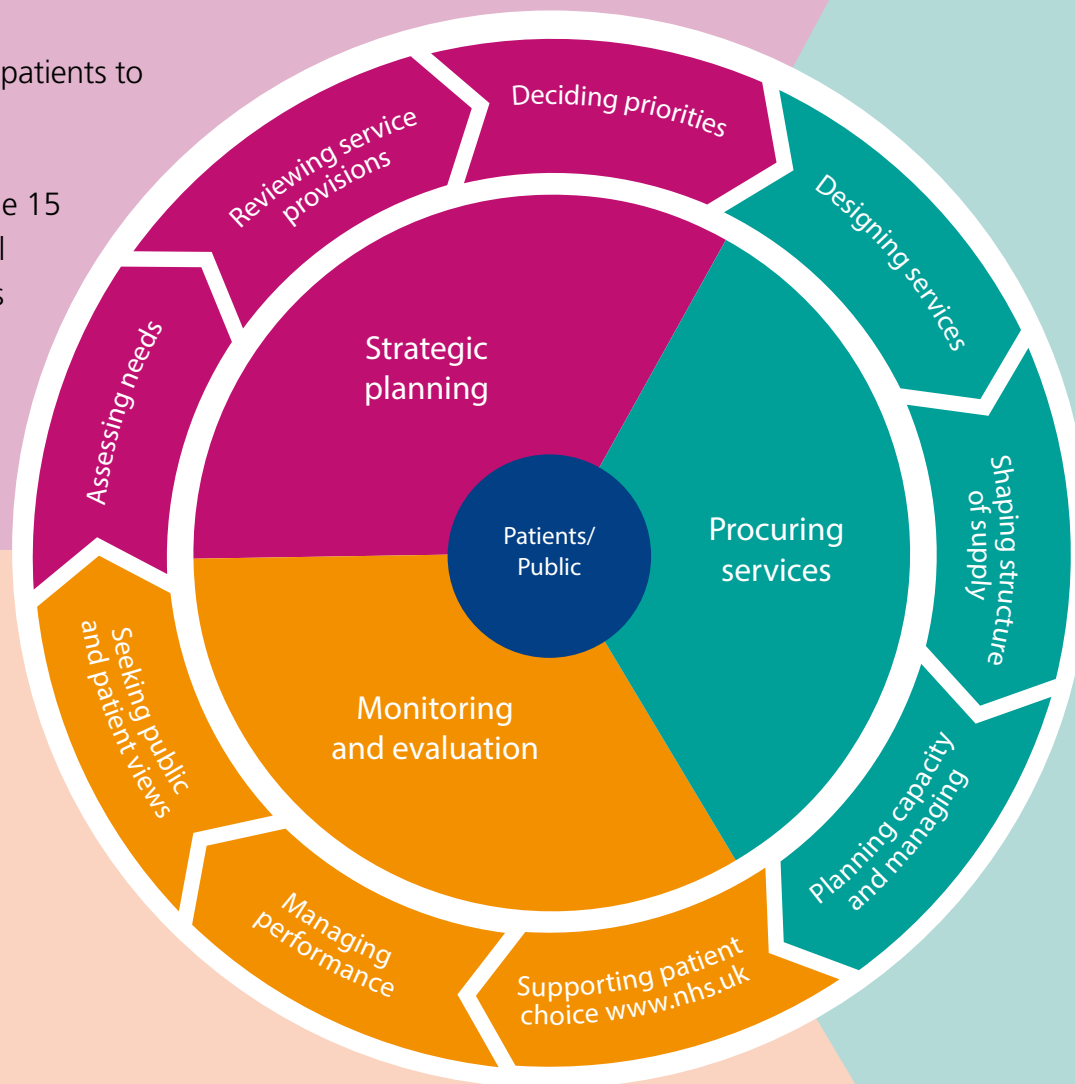 patients to
e 15
l
s
Deciding priorities
Reviewing service
provisions
Assessing needs
Designing services
Shaping structure
of supply
Planning capacity
and managing
Supporting patient
choice www.nhs.uk
Managing
performance
Seeking public
and patient views
Strategic
planning
Procuring
services
Monitoring
and evaluation
Patients/
Public